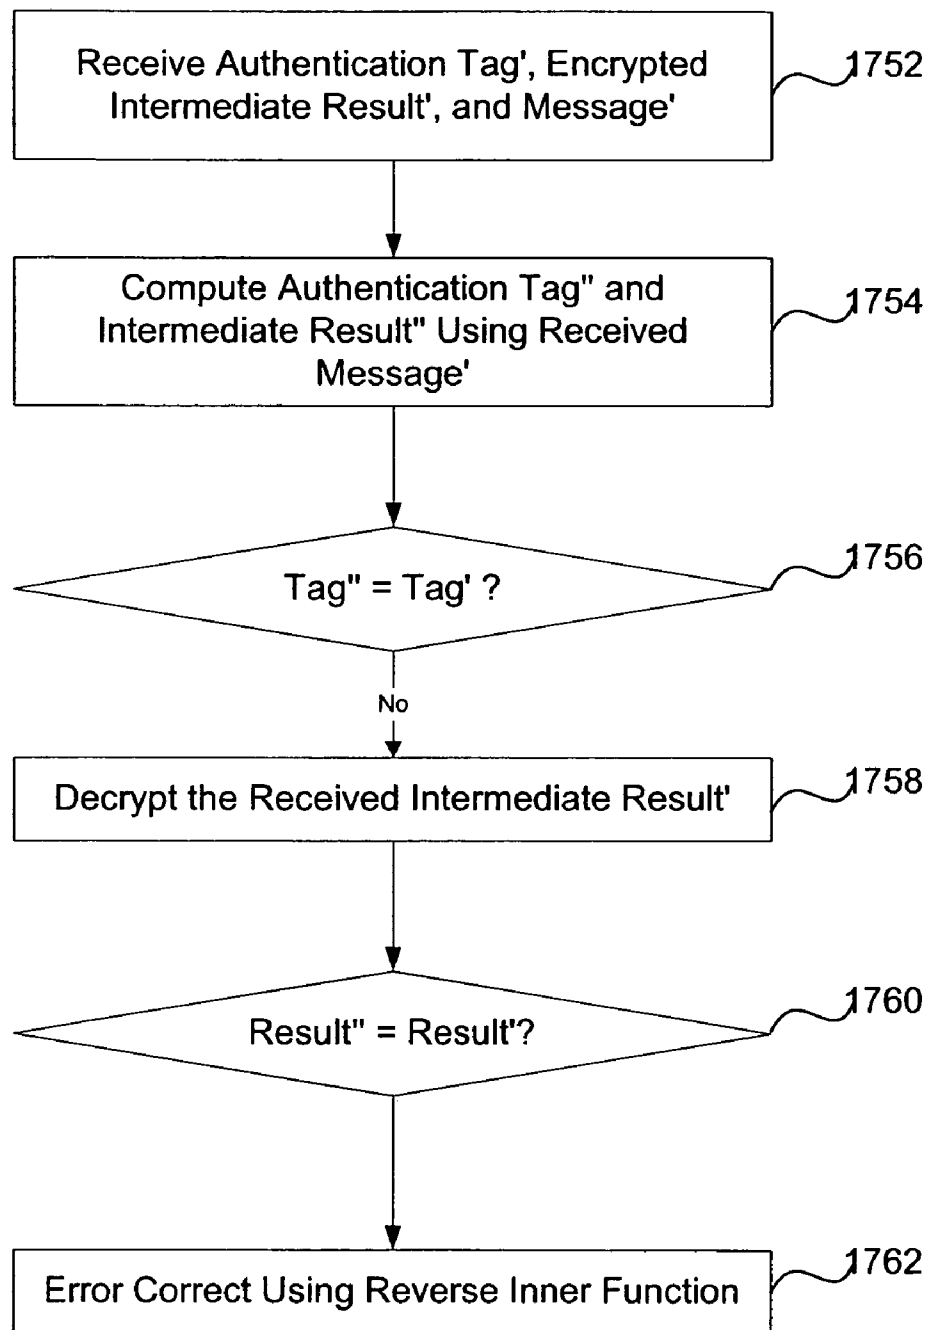 Receive Authentication Tag', Encrypted
Intermediate Result', and Message'
1752
Compute Authentication Tag" and
Intermediate Result" Using Received
Message'
1754
Tag" = Tag' ?
1756
No
Decrypt the Received Intermediate Result'
1758
Result" = Result'?
1760
Error Correct Using Reverse Inner Function
1762